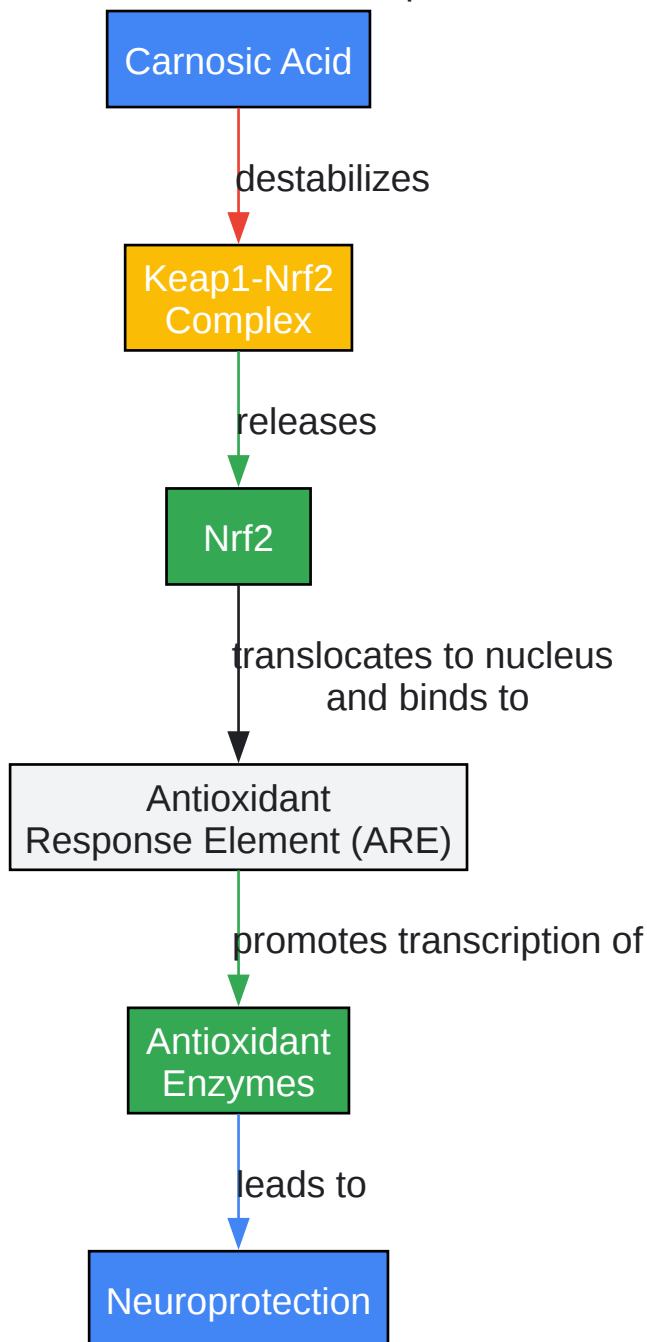 Carnosic Acid
destabilizes
Keap1-Nrf2
Complex
releases
Nrf2
translocates to nucleus
and binds to
Antioxidant
Response Element (ARE)
promotes transcription of
Antioxidant
Enzymes
leads to
Neuroprotection